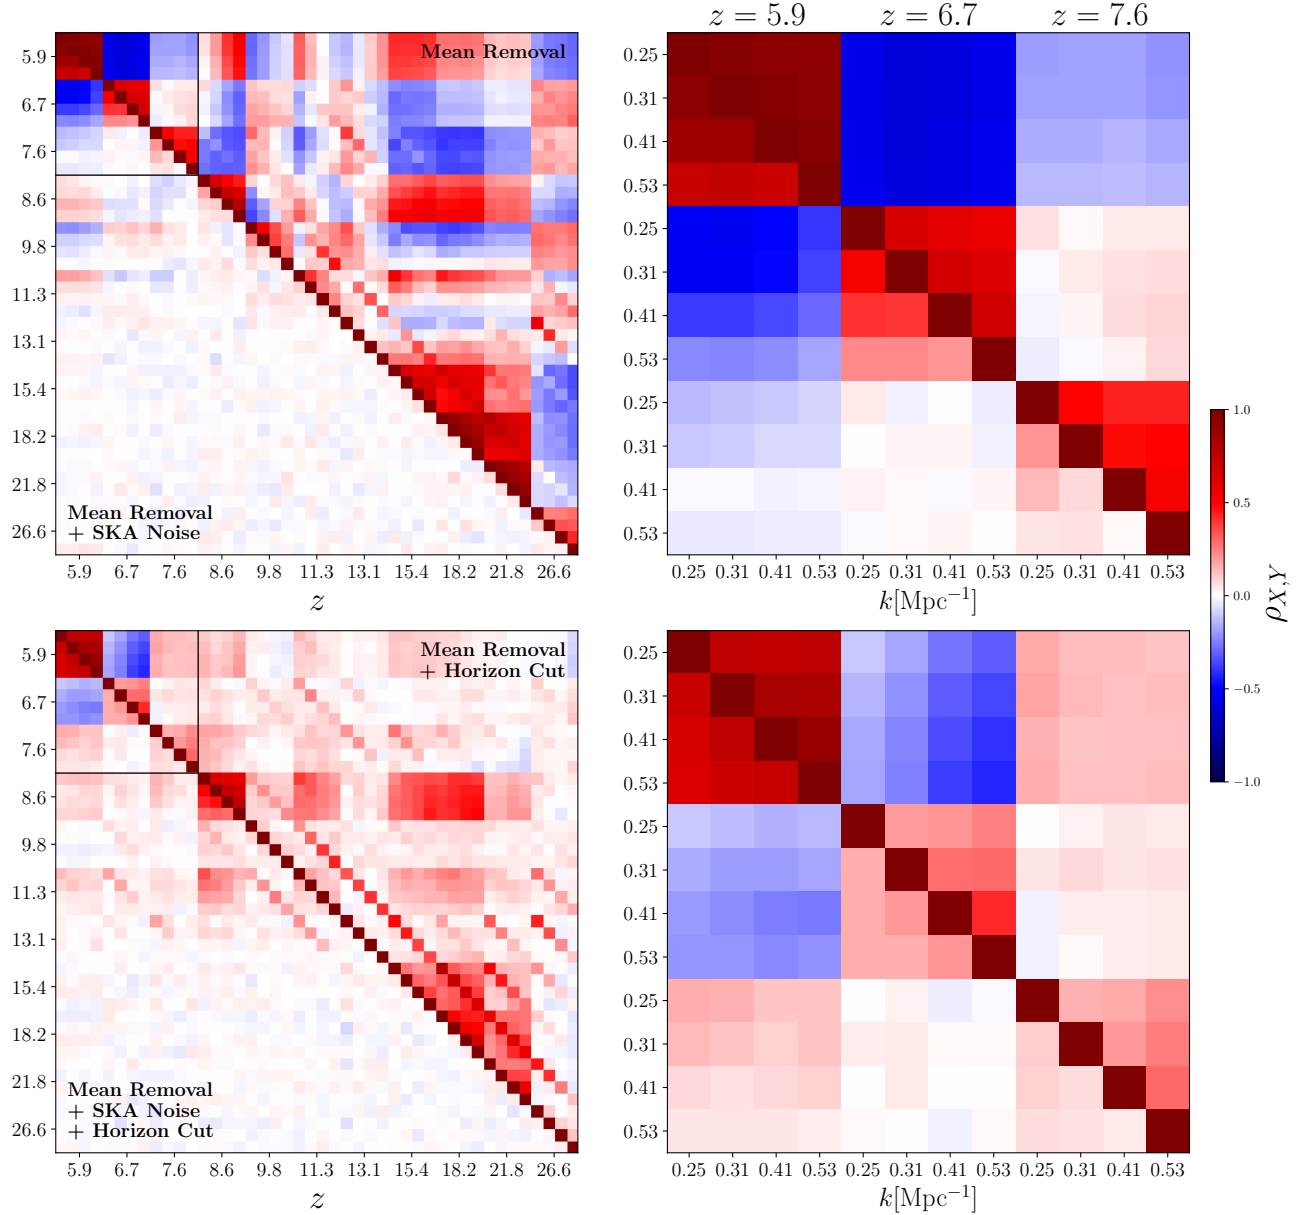 z = 5.9 z = 6.7 z = 7.6
Mean Removal
5.9
6.7
7.6
8.6
9.8
11.3
13.1
15.4
18.2
21.8
26.6
Mean Removal
+ SKA Noise
5.9 6.7 7.6 8.6 9.8 11.3 13.1 15.4 18.2 21.8 26.6
z
0.25
0.31
0.41
0.53
0.25
0.31
0.41
0.53
0.25
0.31
0.41
0.53
0.25 0.31 0.41 0.53 0.25 0.31 0.41 0.53 0.25 0.31 0.41 0.53
k[Mpc⁻¹]
Mean Removal
+ Horizon Cut
5.9
6.7
7.6
8.6
9.8
11.3
13.1
15.4
18.2
21.8
26.6
Mean Removal
+ SKA Noise
+ Horizon Cut
5.9 6.7 7.6 8.6 9.8 11.3 13.1 15.4 18.2 21.8 26.6
z
0.25
0.31
0.41
0.53
0.25
0.31
0.41
0.53
0.25
0.31
0.41
0.53
0.25 0.31 0.41 0.53 0.25 0.31 0.41 0.53 0.25 0.31 0.41 0.53
k[Mpc⁻¹]
1.0
0.5
0.0
−0.5
−1.0
ρX,Y